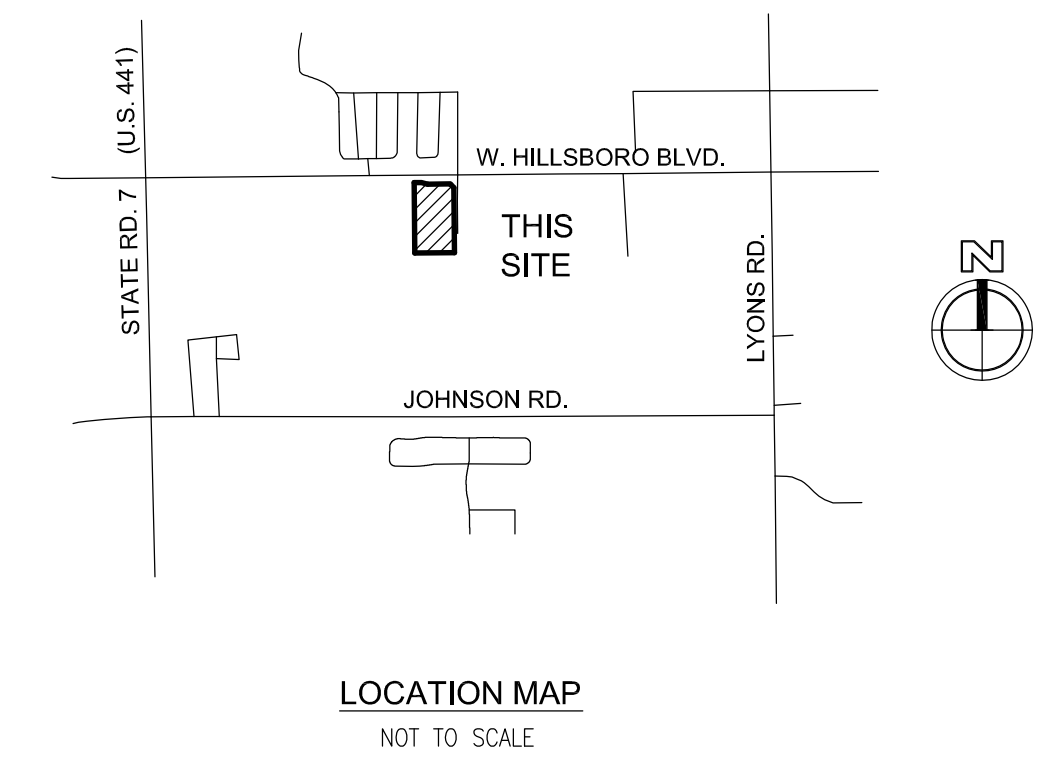 (U.S. 441)
STATE RD. 7
W. HILLSBORO BLVD.
THIS
SITE
LYONS RD.
N
JOHNSON RD.
LOCATION MAP
NOT TO SCALE